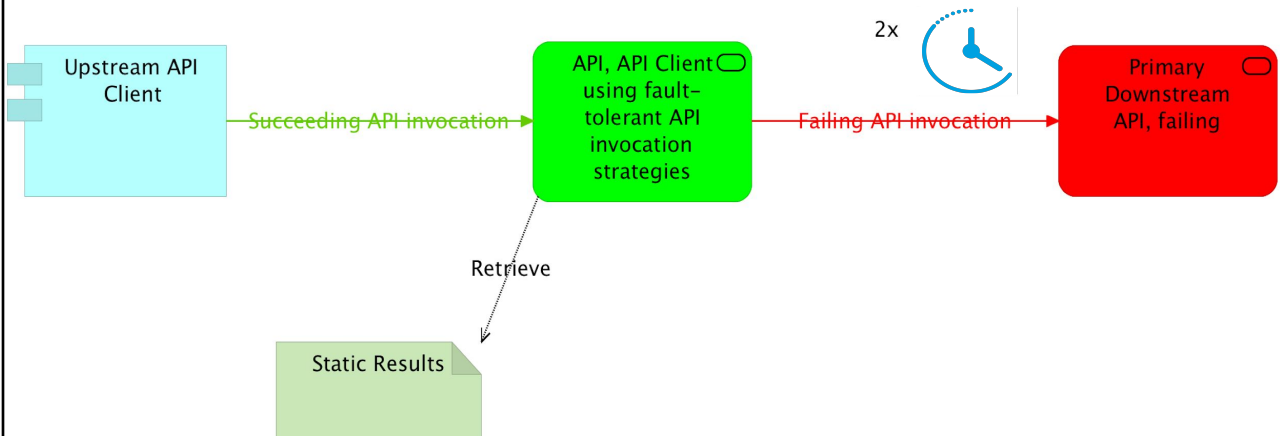 Upstream API
Client
Succeeding API invocation
API, API Client
using fault-
tolerant API
invocation
strategies
2x
Failing API invocation
Primary
Downstream
API, failing
Retrieve
Static Results